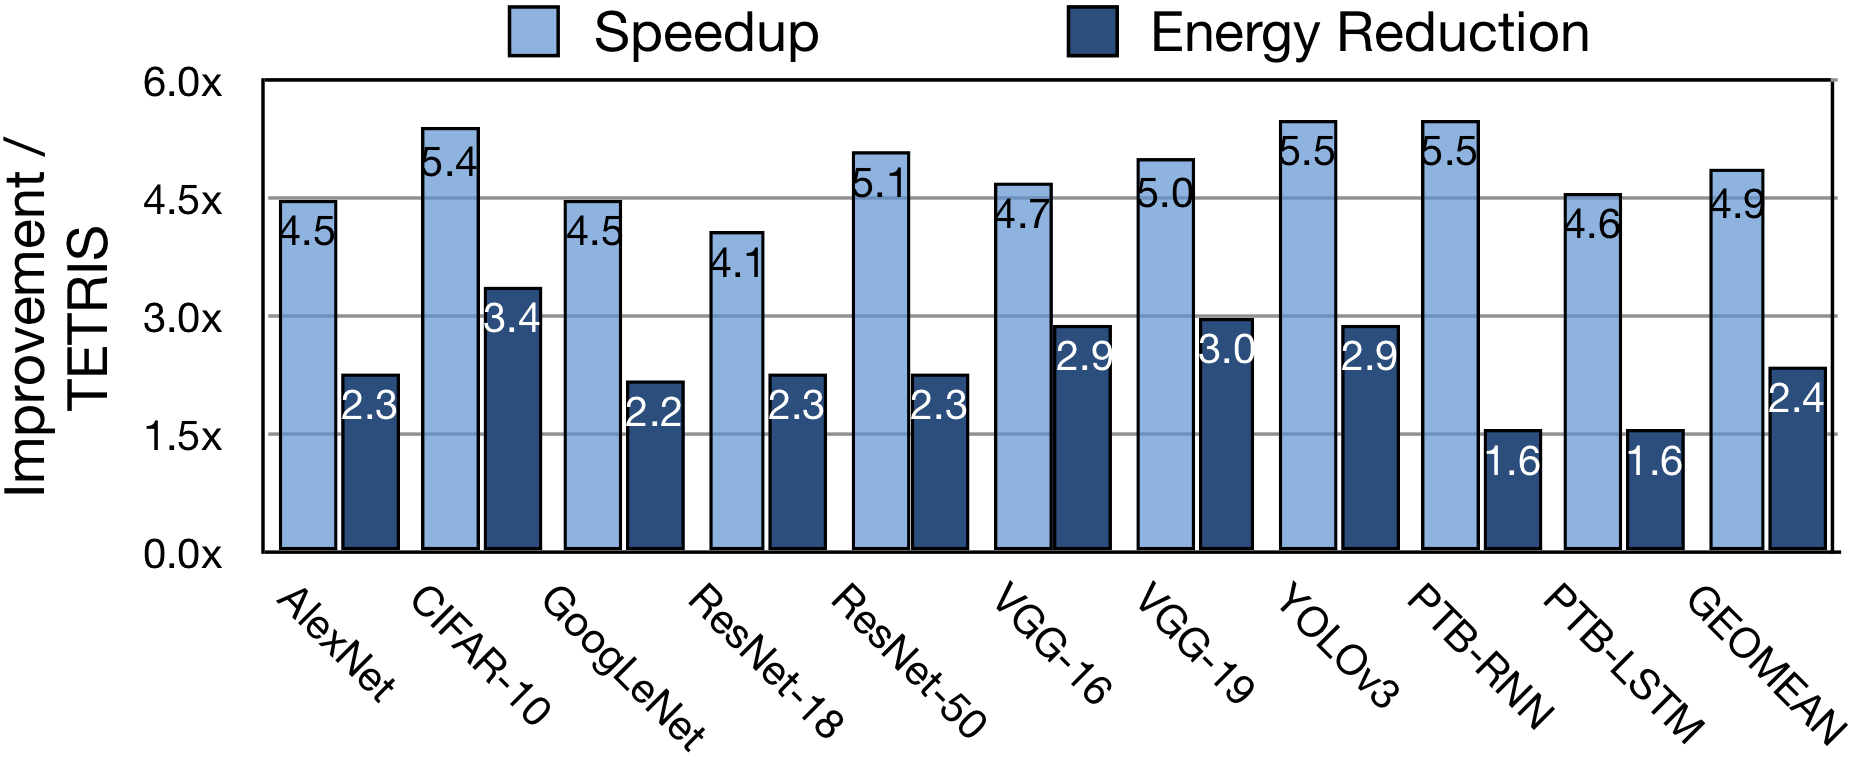 Speedup Energy Reduction
Improvement /
TETRIS
6.0x
4.5x
3.0x
1.5x
0.0x
4.5 2.3 5.4 3.4 4.5 2.2 4.1 2.3 5.1 2.3 4.7 2.9 5.0 3.0 5.5 2.9 5.5 1.6 4.6 1.6 4.9 2.4
AlexNet CIFAR-10 GoogLeNet ResNet-18 ResNet-50 VGG-16 VGG-19 YOLOv3 PTB-RNN PTB-LSTM GEOMEAN